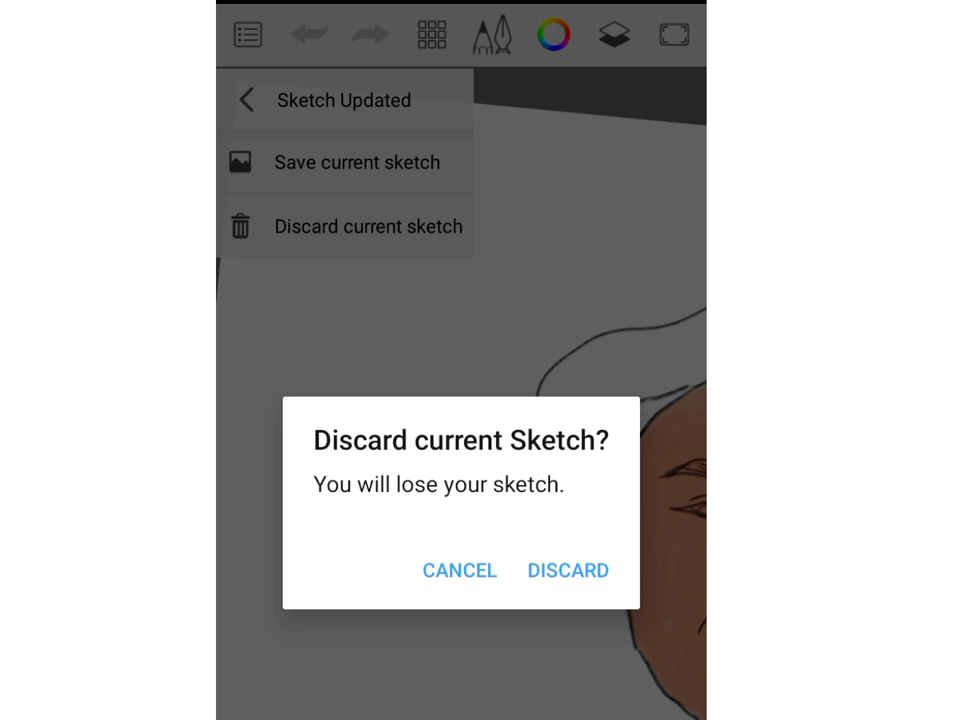 Sketch Updated
Save current sketch
Discard current sketch
Discard current Sketch?
You will lose your sketch.
CANCEL DISCARD